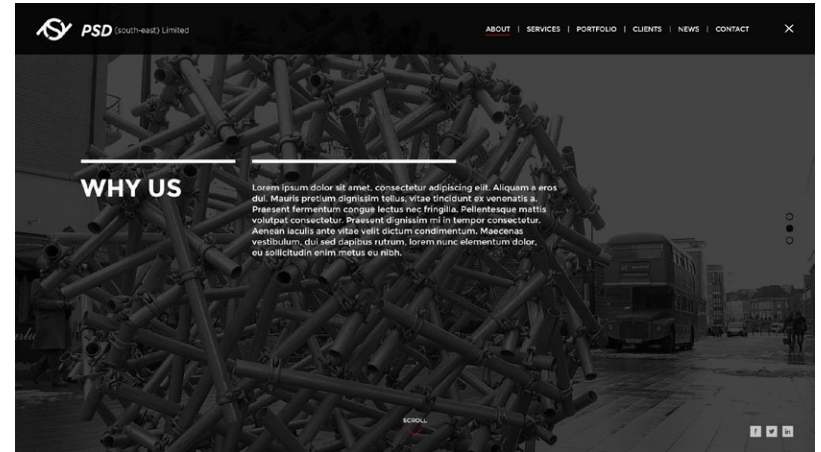 PSD (south-east) Limited
ABOUT | SERVICES | PORTFOLIO | CLIENTS | NEWS | CONTACT
WHY US
Lorem ipsum dolor sit amet, consectetur adipiscing elit. Aliquam a eros
dui. Mauris pretium dignissim tellus, vitae tincidunt ex venenatis a.
Praesent fermentum congue lectus nec fringilla. Pellentesque mattis
volutpat consectetur. Praesent dignissim mi in tempor consectetur.
Aenean iaculis ante vitae velit dictum condimentum. Maecenas
vestibulum, dui sed dapibus rutrum, lorem nunc elementum dolor,
eu sollicitudin enim metus eu nibh.
SCROLL
f in